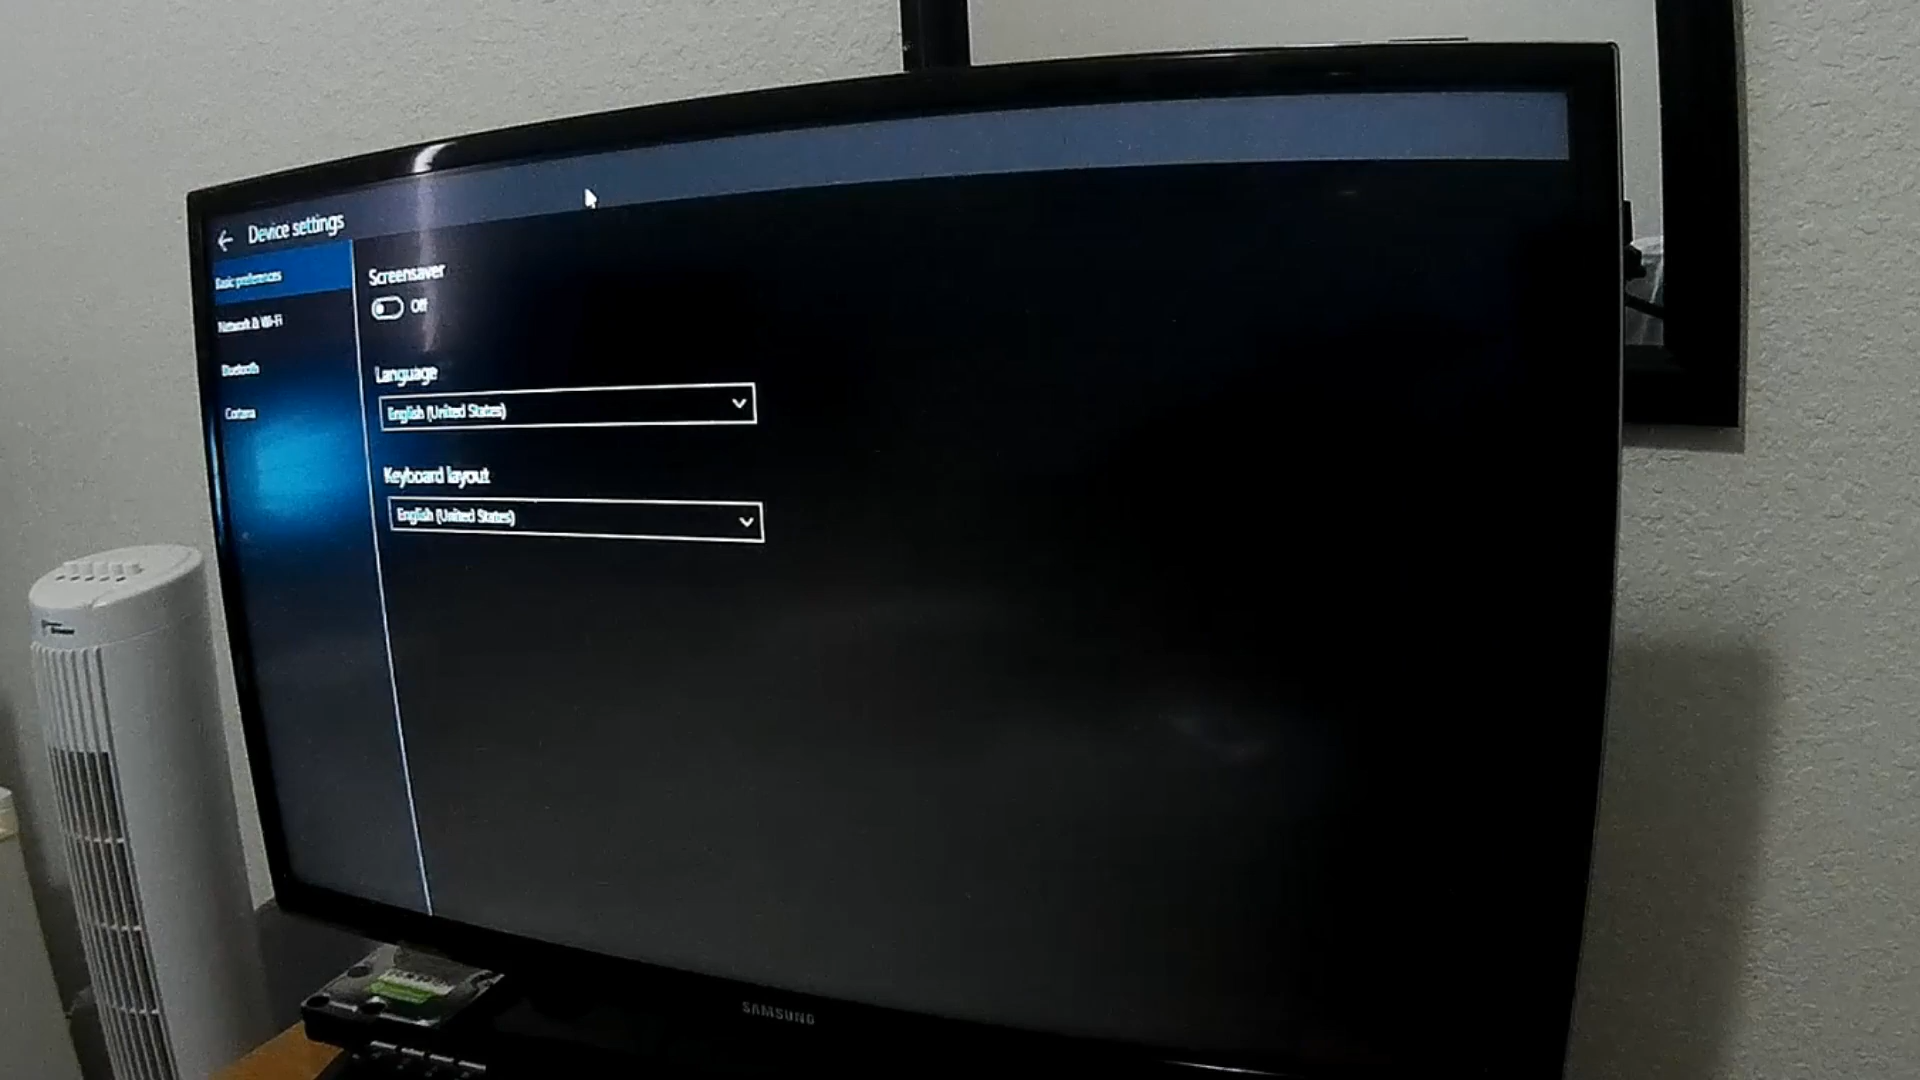 Device settings
Basic preferences
Network & Wi-Fi
Bluetooth
Cortana
Screensaver
Off
Language
English (United States)
Keyboard layout
English (United States)
SAMSUNG